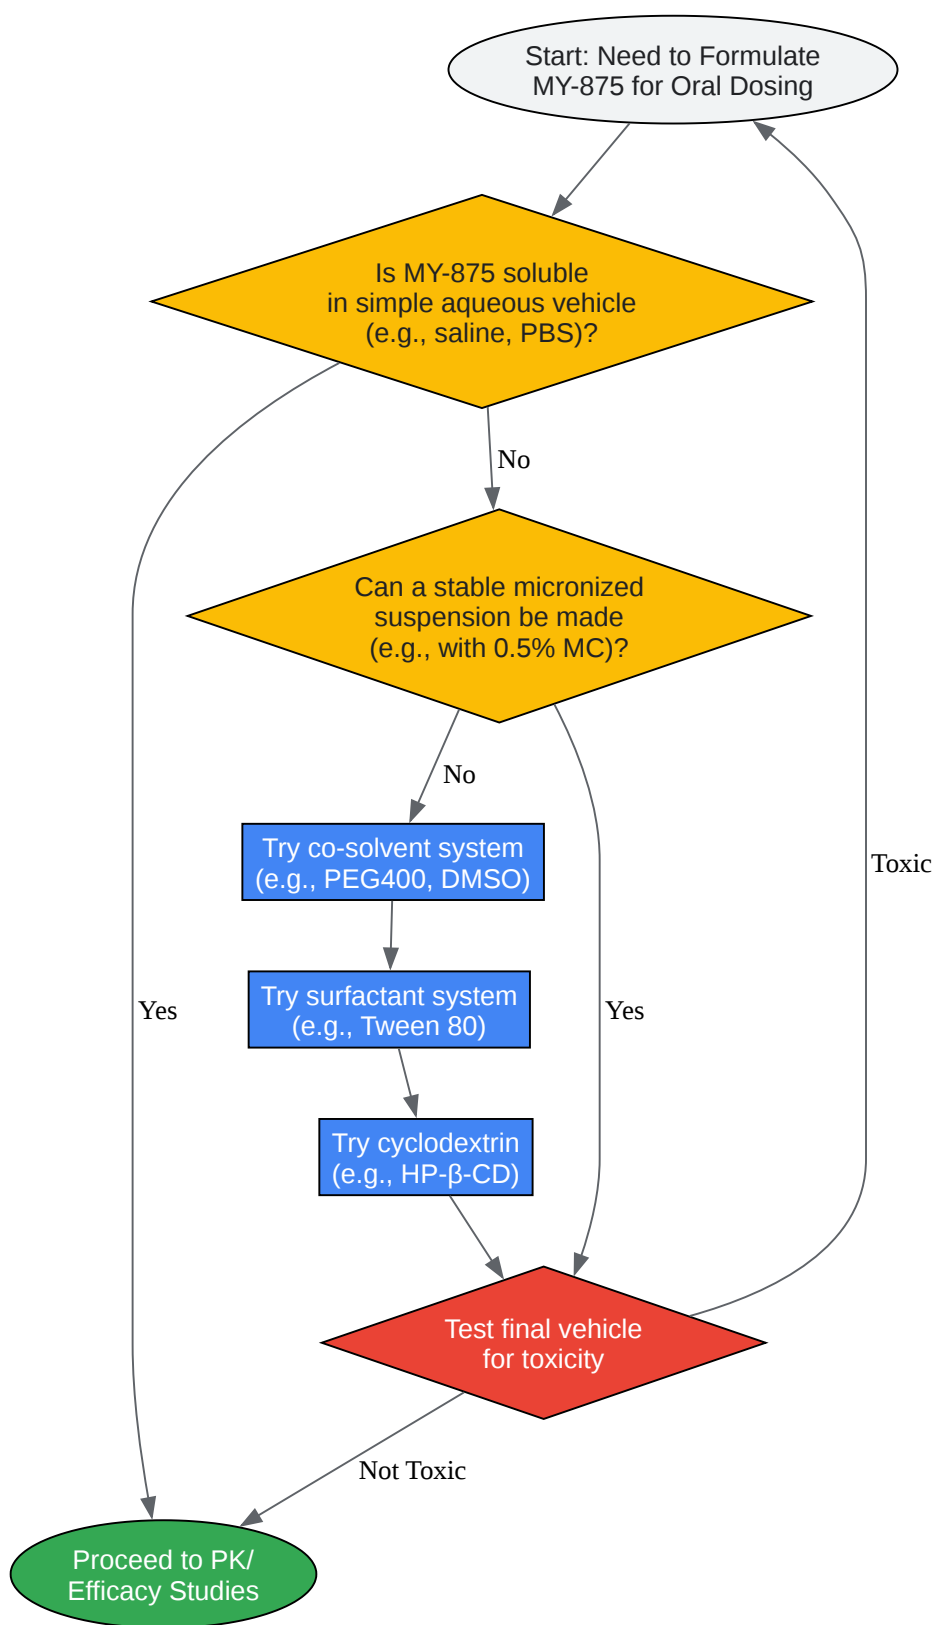 Start: Need to Formulate
MY-875 for Oral Dosing
Is MY-875 soluble
in simple aqueous vehicle
(e.g., saline, PBS)?
No
Can a stable micronized
suspension be made
(e.g., with 0.5% MC)?
No
Try co-solvent system
(e.g., PEG400, DMSO)
Toxic
Try surfactant system
(e.g., Tween 80)
Yes
Yes
Try cyclodextrin
(e.g., HP-β-CD)
Test final vehicle
for toxicity
Not Toxic
Proceed to PK/
Efficacy Studies